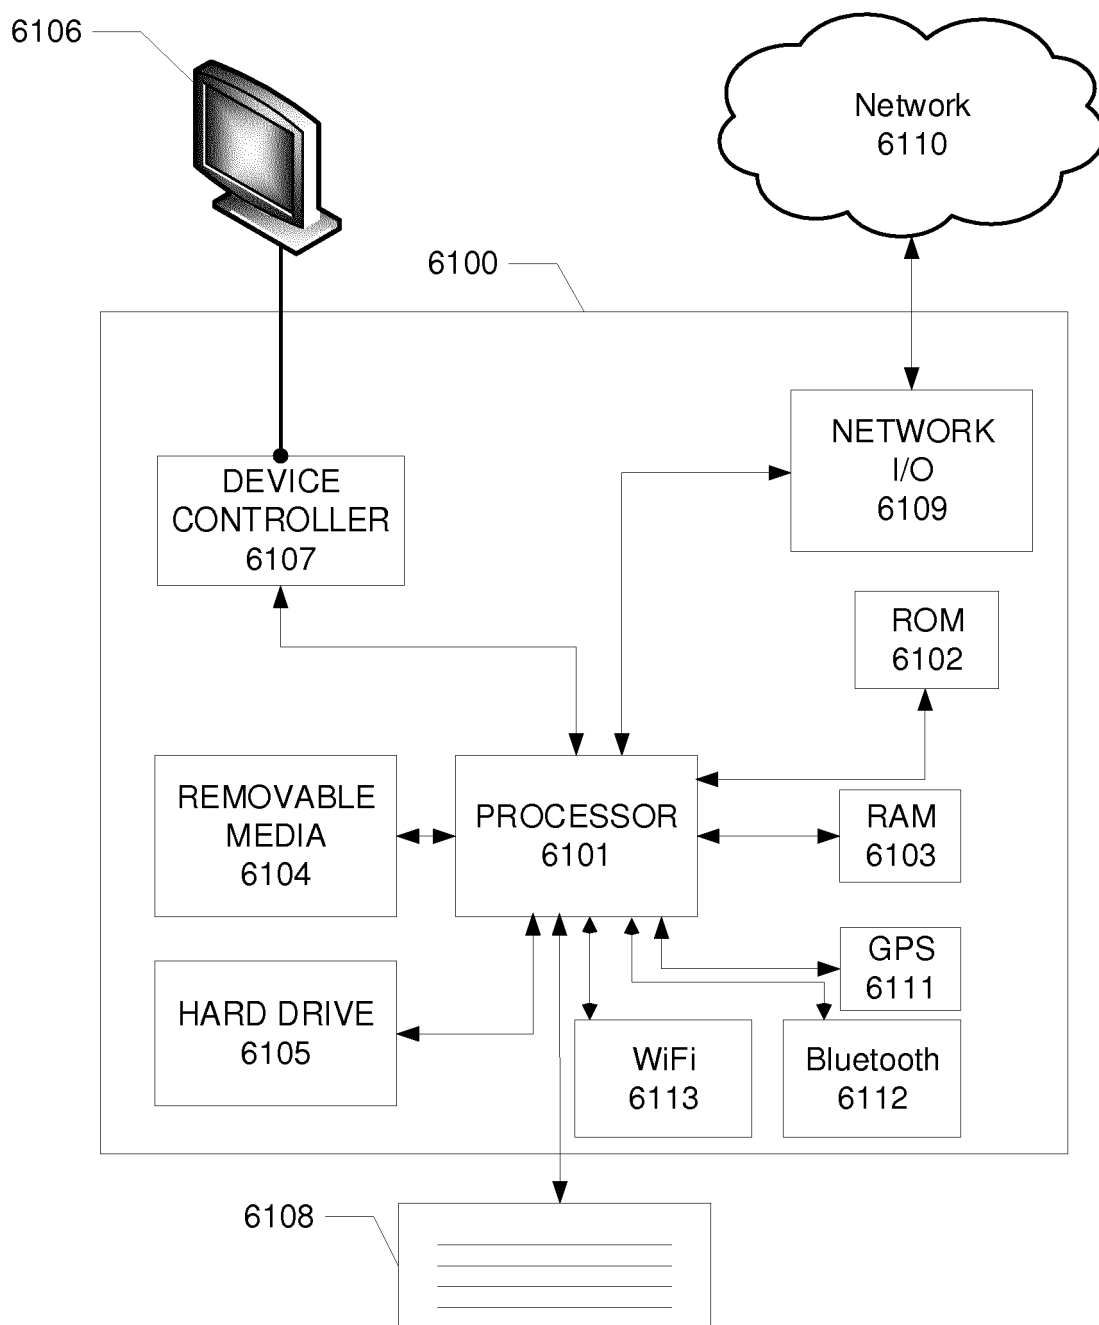 6106
Network
6110
6100
NETWORK
I/O
6109
DEVICE
CONTROLLER
6107
ROM
6102
REMOVABLE
MEDIA
6104
PROCESSOR
6101
RAM
6103
GPS
6111
HARD DRIVE
6105
WiFi
6113
Bluetooth
6112
6108